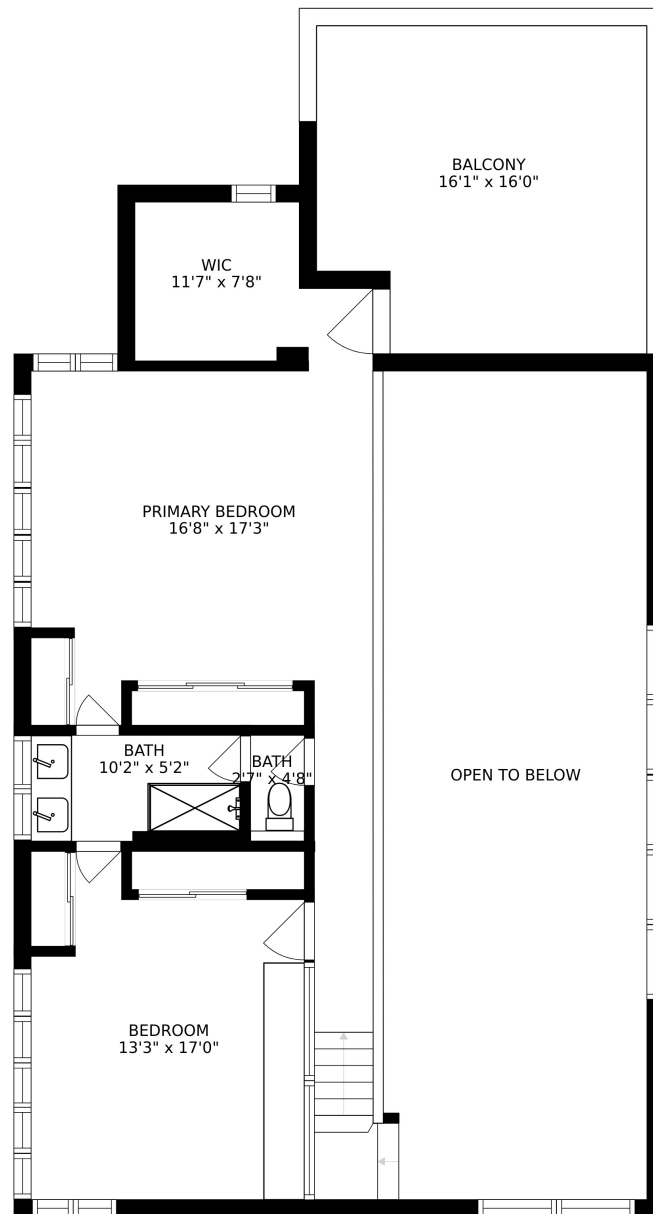 BALCONY
16'1" x 16'0"
WIC
11'7" x 7'8"
PRIMARY BEDROOM
16'8" x 17'3"
BATH
10'2" x 5'2"
BATH
2'7" x 4'8"
OPEN TO BELOW
BEDROOM
13'3" x 17'0"